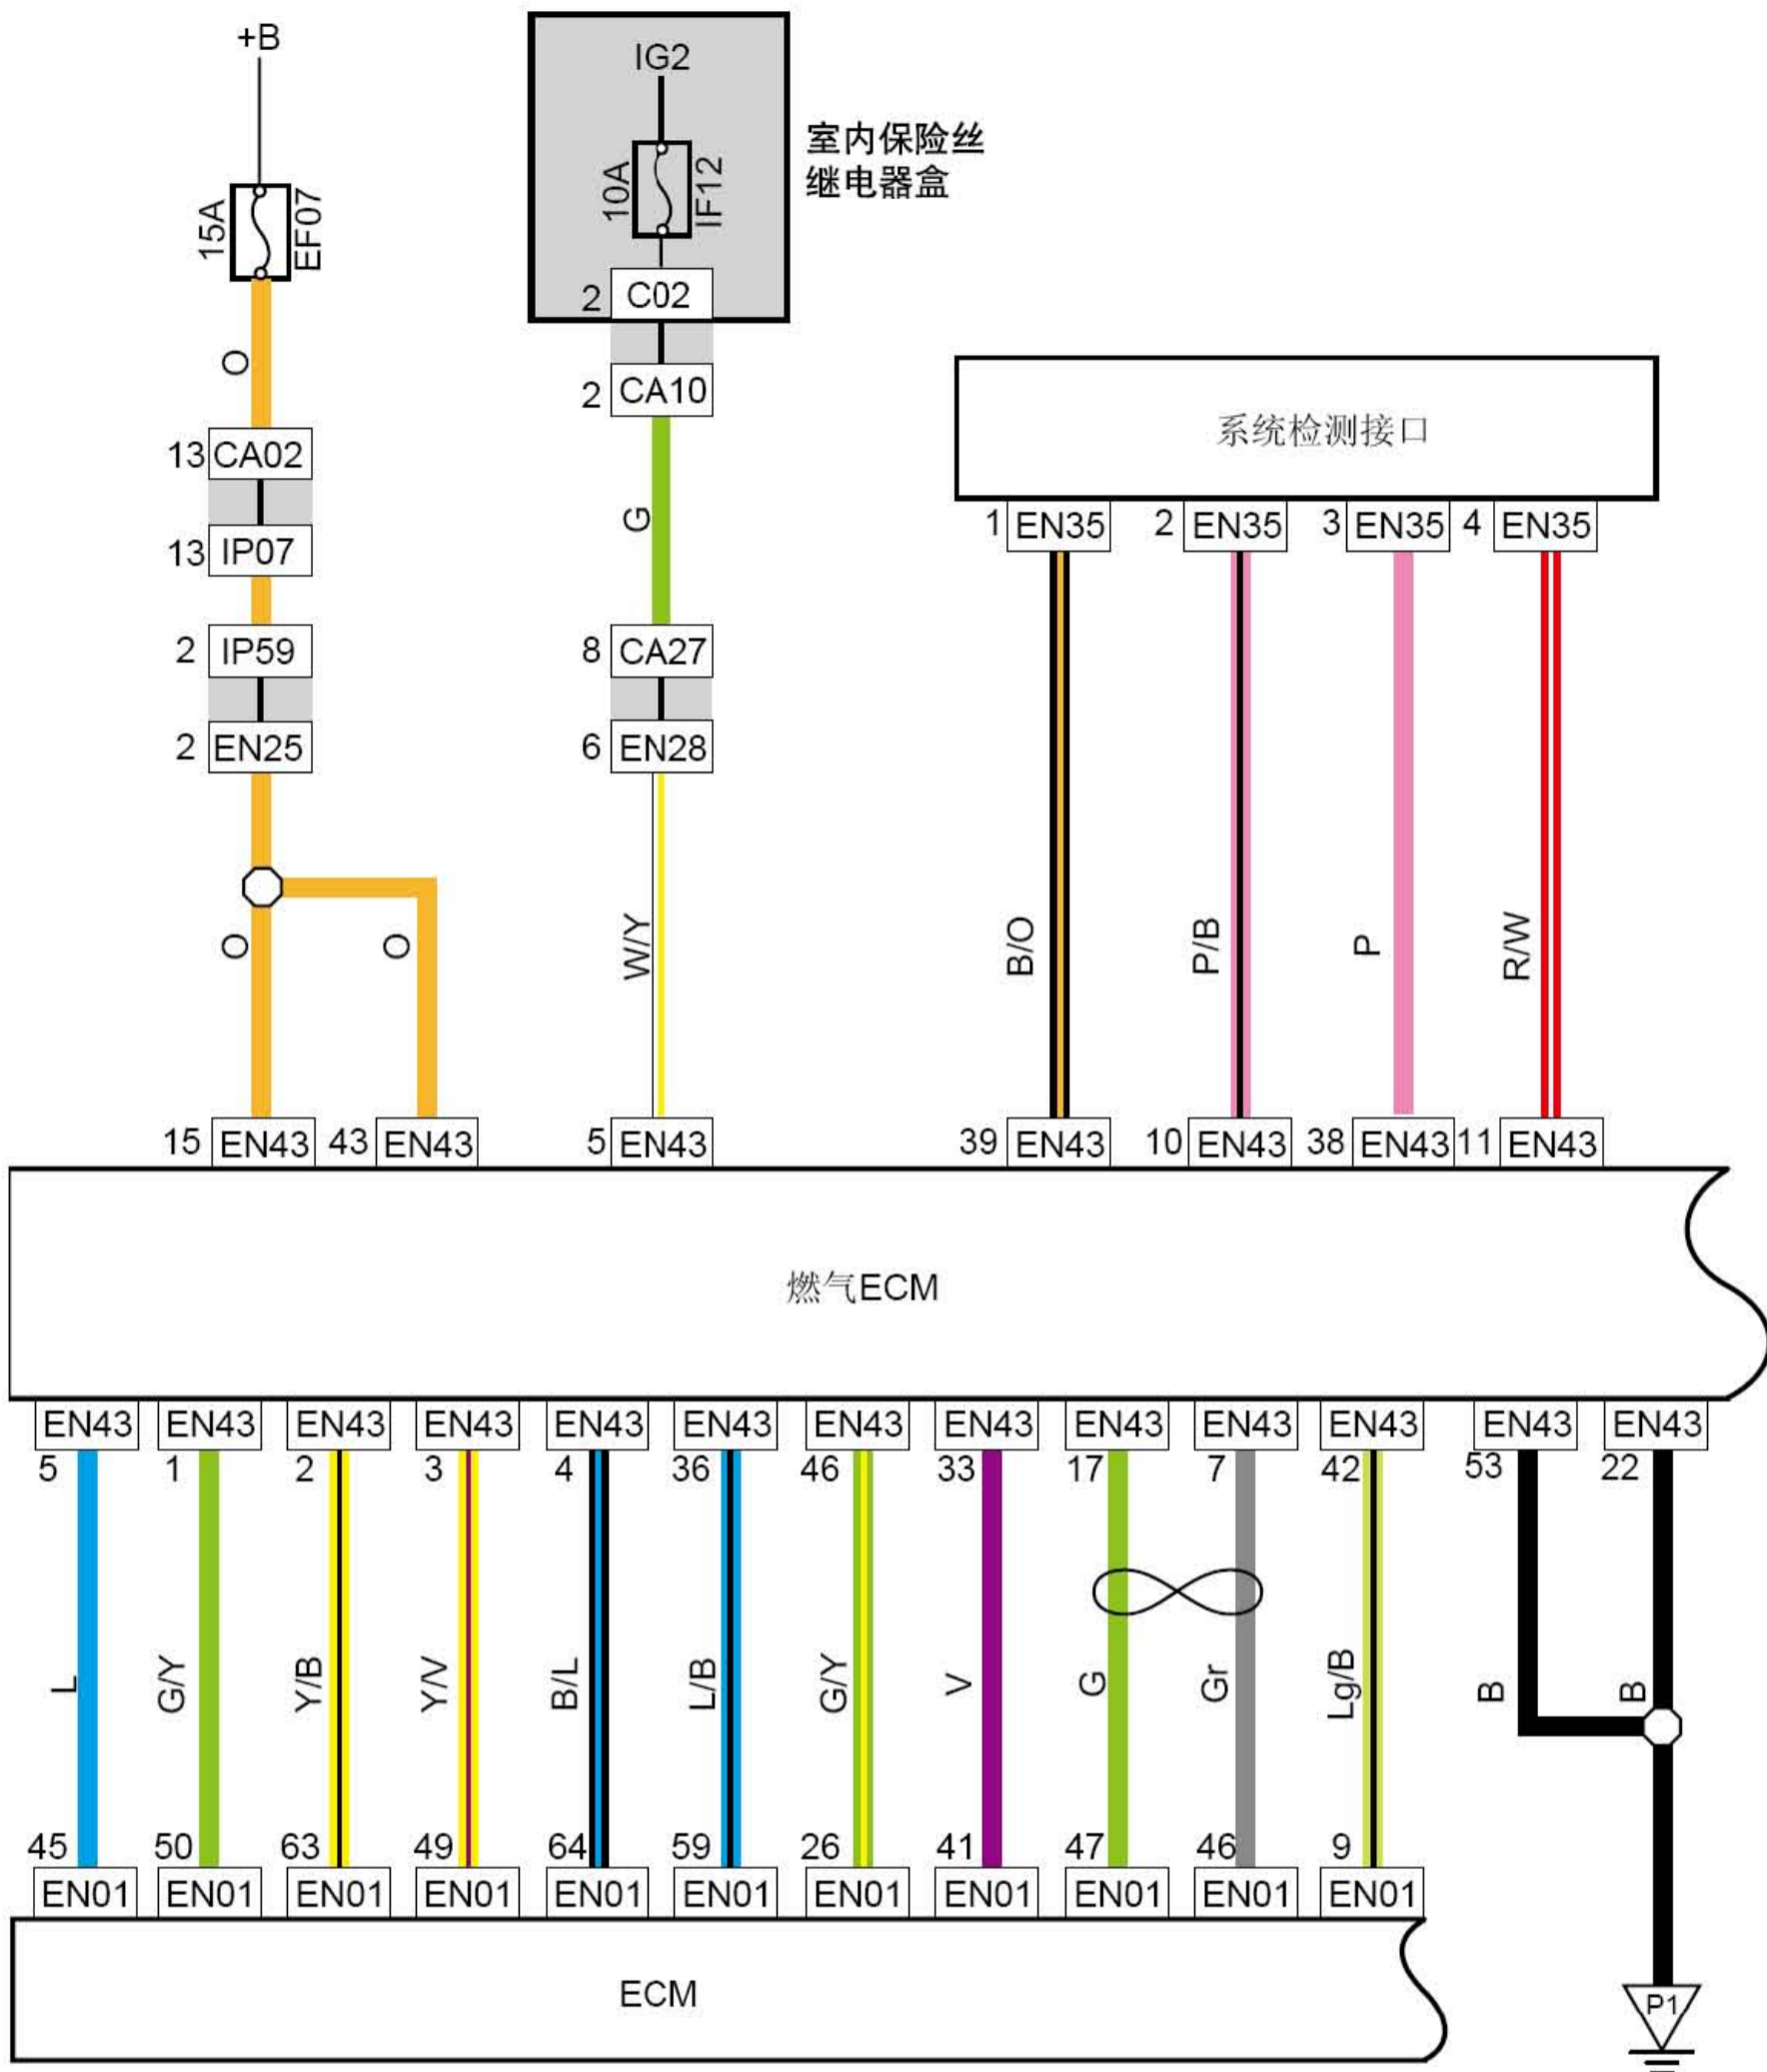 +B
IG2
室内保险丝
继电器盒
15A
EF07
10A
IF12
2 C02
O
2 CA10
系统检测接口
13 CA02
G
1 EN35 2 EN35 3 EN35 4 EN35
13 IP07
2 IP59
8 CA27
2 EN25
6 EN28
O
O
W/Y
B/O
P/B
P
R/W
15 EN43 43 EN43 5 EN43 39 EN43 10 EN43 38 EN43 11 EN43
燃气ECM
EN43 EN43 EN43 EN43 EN43 EN43 EN43 EN43 EN43 EN43 EN43 EN43 EN43
5 1 2 3 4 36 46 33 17 7 42 53 22
L G/Y Y/B Y/V B/L L/B G/Y V G Gr Lg/B B B
45 50 63 49 64 59 26 41 47 46 9
EN01 EN01 EN01 EN01 EN01 EN01 EN01 EN01 EN01 EN01 EN01
ECM
P1